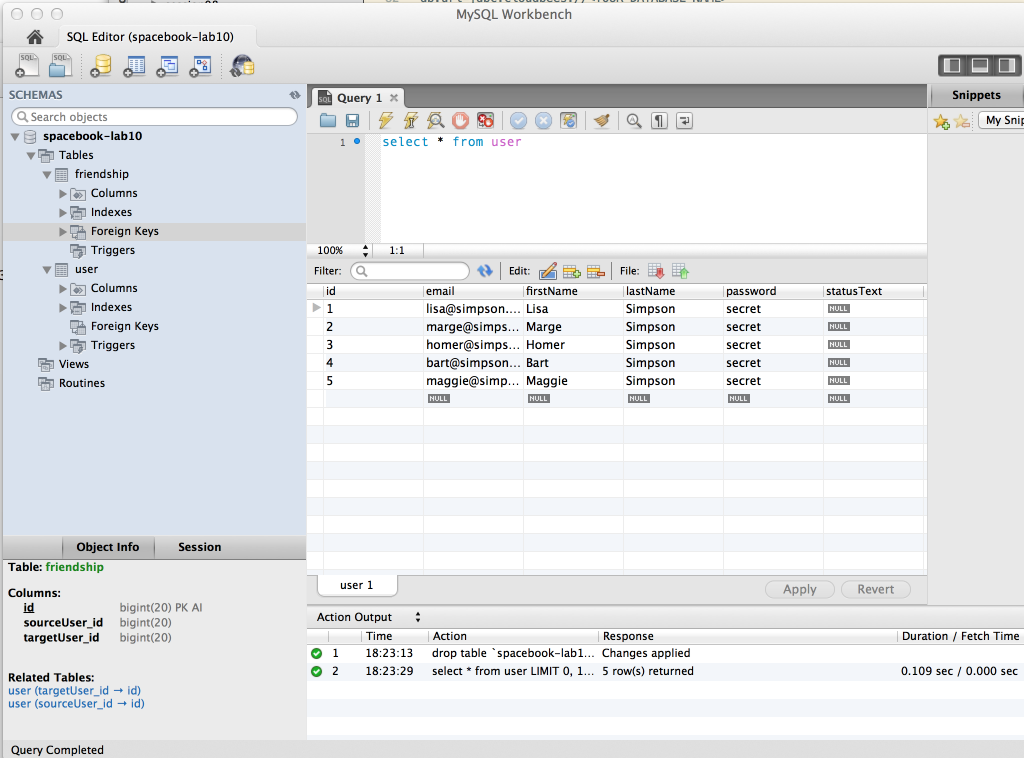 MySQL Workbench
SQL Editor (spacebook-lab10)
SCHEMAS
Search objects
spacebook-lab10
Tables
friendship
Columns
Indexes
Foreign Keys
Triggers
user
Columns
Indexes
Foreign Keys
Triggers
Views
Routines
Object Info Session
Table: friendship
Columns:
id bigint(20) PK AI
sourceUser_id bigint(20)
targetUser_id bigint(20)
Related Tables:
user (targetUser_id → id)
user (sourceUser_id → id)
Query Completed
SQL Query 1
1 select * from user
100% 1:1
Filter: Edit: File:
id email firstName lastName password statusText
1 lisa@simpson.... Lisa Simpson secret NULL
2 marge@simps... Marge Simpson secret NULL
3 homer@simps... Homer Simpson secret NULL
4 bart@simpson... Bart Simpson secret NULL
5 maggie@simp... Maggie Simpson secret NULL
NULL NULL NULL NULL NULL
user 1
Apply Revert
Action Output
Time Action Response Duration / Fetch Time
1 18:23:13 drop table `spacebook-lab1... Changes applied
2 18:23:29 select * from user LIMIT 0, 1... 5 row(s) returned 0.109 sec / 0.000 sec
Snippets
My Snip